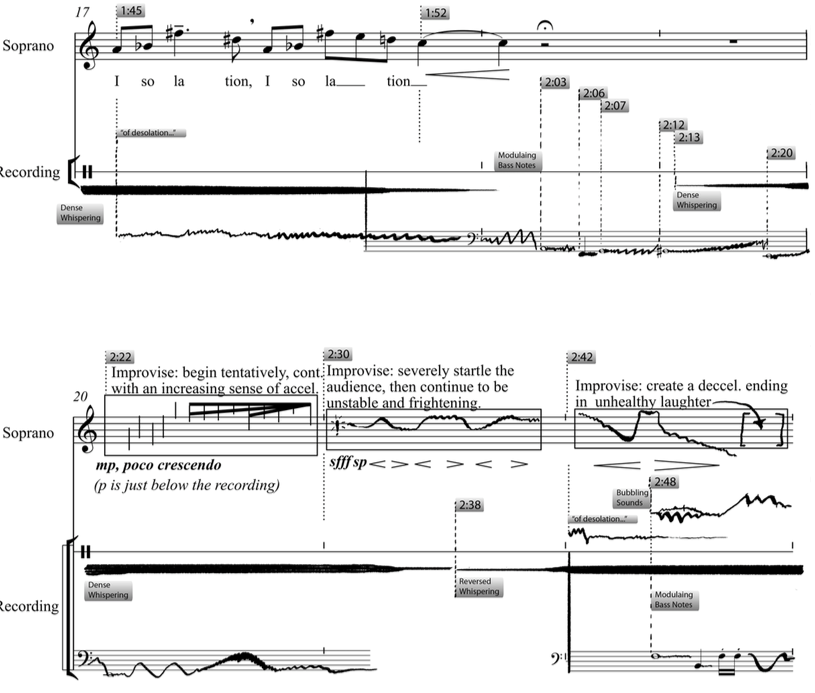 17
1:45
1:52
Soprano
I so la tion, I so la tion
2:03
2:06
2:07
2:12
2:13
2:20
"of desolation..."
Modulaing
Bass Notes
Recording
Dense
Whispering
Dense
Whispering
2:22
2:30
2:42
Improvise: begin tentatively, cont.
with an increasing sense of accel.
Improvise: severely startle the
audience, then continue to be
unstable and frightening.
Improvise: create a deccel. ending
in unhealthy laughter
20
Soprano
mp, poco crescendo
(p is just below the recording)
sfff sp
2:38
2:48
Bubbling
Sounds
"of desolation..."
Dense
Whispering
Reversed
Whispering
Modulaing
Bass Notes
Recording